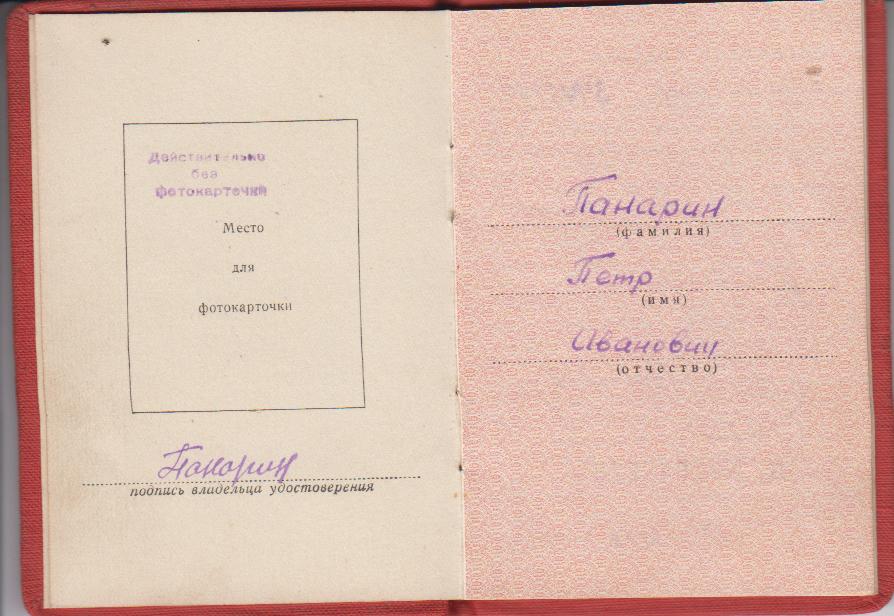 Действительно
без
фотокарточки
Место
для
фотокарточки
Панарин
подпись владельца удостоверения
Панарин
(фамилия)
Петр
(имя)
Иванович
(отчество)